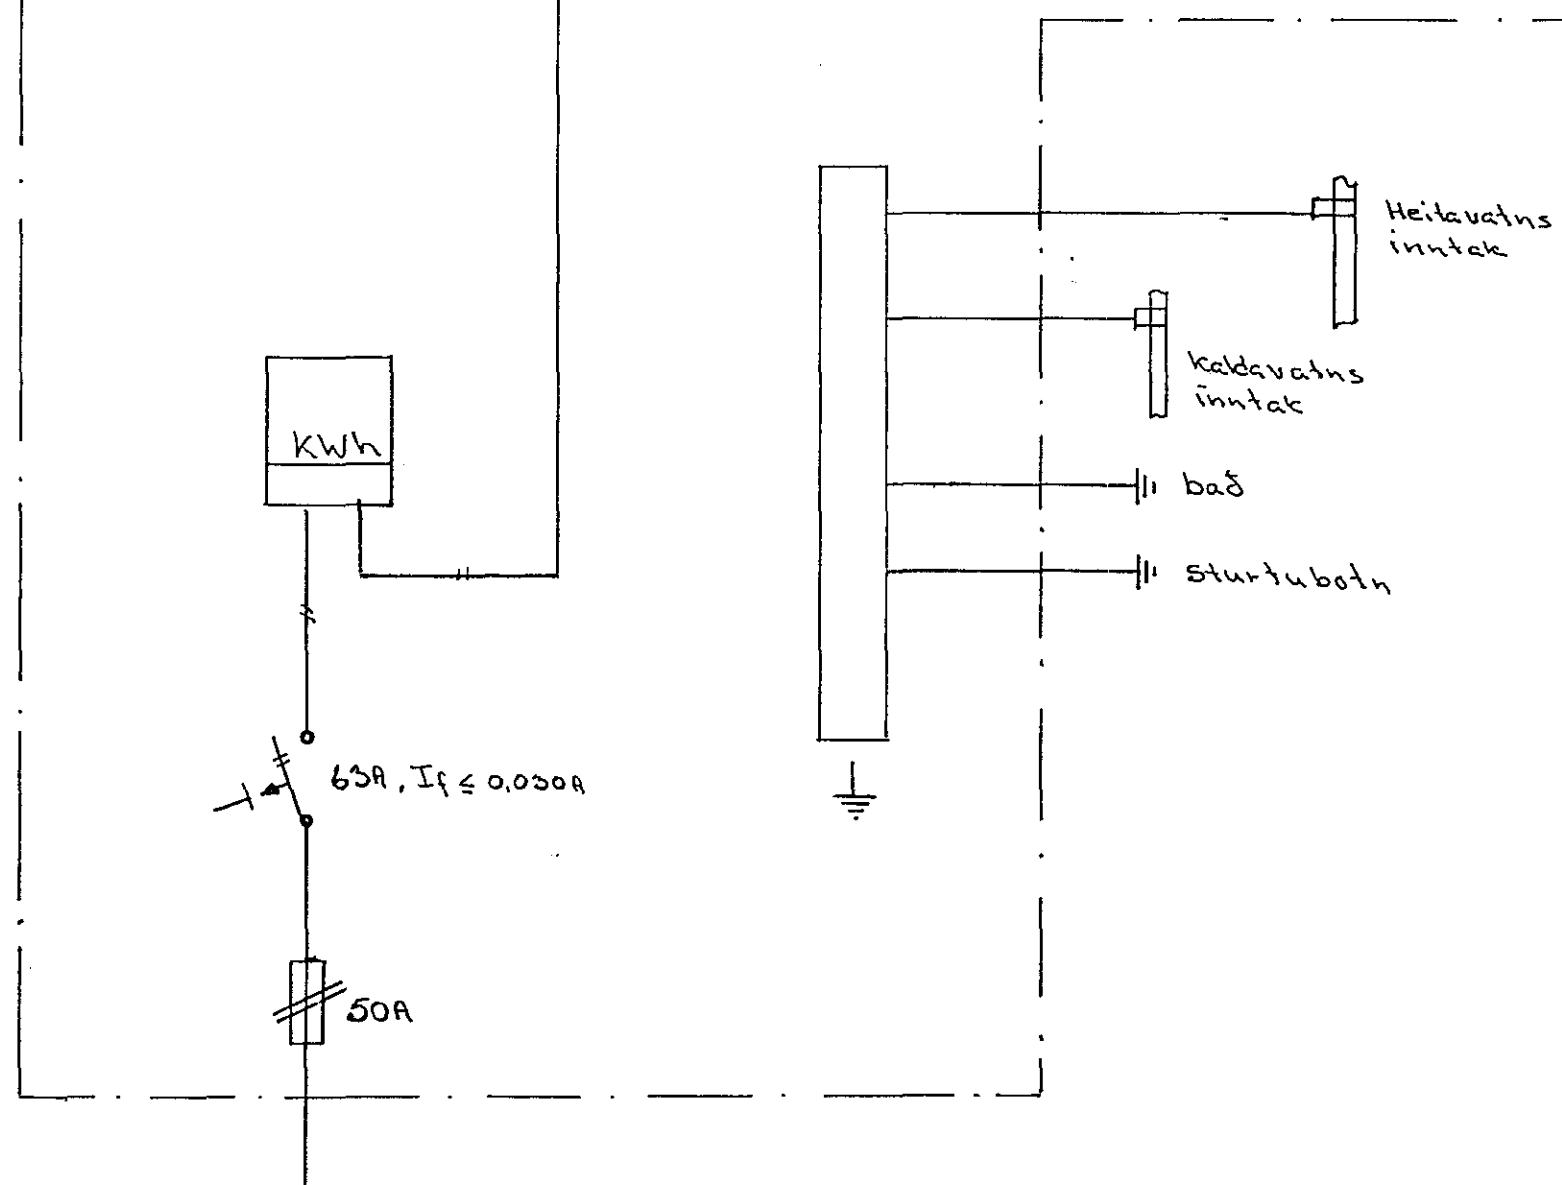 Heitavatns
inntak
kaldavatns
inntak
kWh
bað
sturtubotn
63A, If ≤ 0,030A
50A